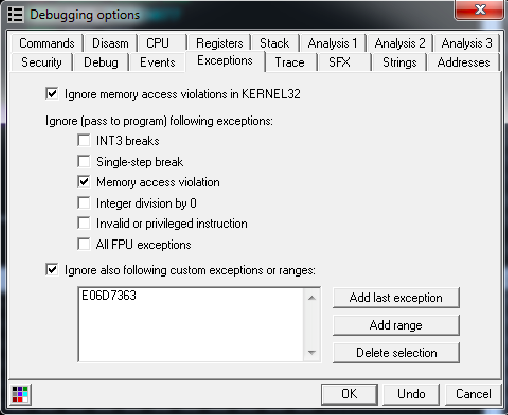 Debugging options
Commands Disasm CPU Registers Stack Analysis 1 Analysis 2 Analysis 3
Security Debug Events Exceptions Trace SFX Strings Addresses
Ignore memory access violations in KERNEL32
Ignore (pass to program) following exceptions:
INT3 breaks
Single-step break
Memory access violation
Integer division by 0
Invalid or privileged instruction
All FPU exceptions
Ignore also following custom exceptions or ranges:
E06D7363
Add last exception
Add range
Delete selection
OK Undo Cancel